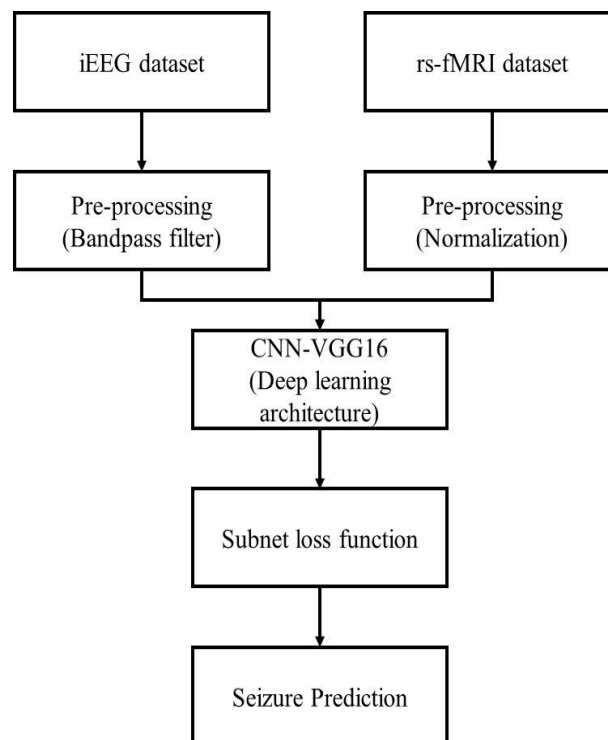 iEEG dataset
rs-fMRI dataset
Pre-processing
(Bandpass filter)
Pre-processing
(Normalization)
CNN-VGG16
(Deep learning
architecture)
Subnet loss function
Seizure Prediction